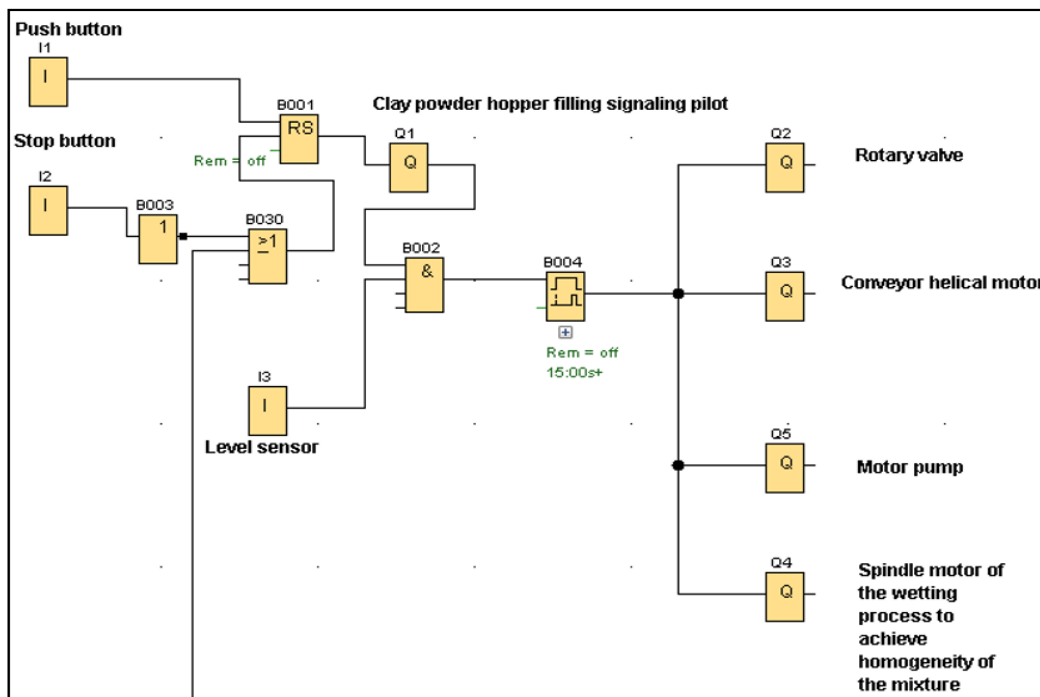 Push button
I1
I
B001
RS
Rem = off
Clay powder hopper filling signaling pilot
Q1
Q
Q2
Q
Rotary valve
Stop button
I2
I
B003
1
B030
≥1
B002
&
B004
Rem = off
15:00s+
Q3
Q
Conveyor helical motor
I3
I
Level sensor
Q5
Q
Motor pump
Q4
Q
Spindle motor of
the wetting
process to
achieve
homogeneity of
the mixture